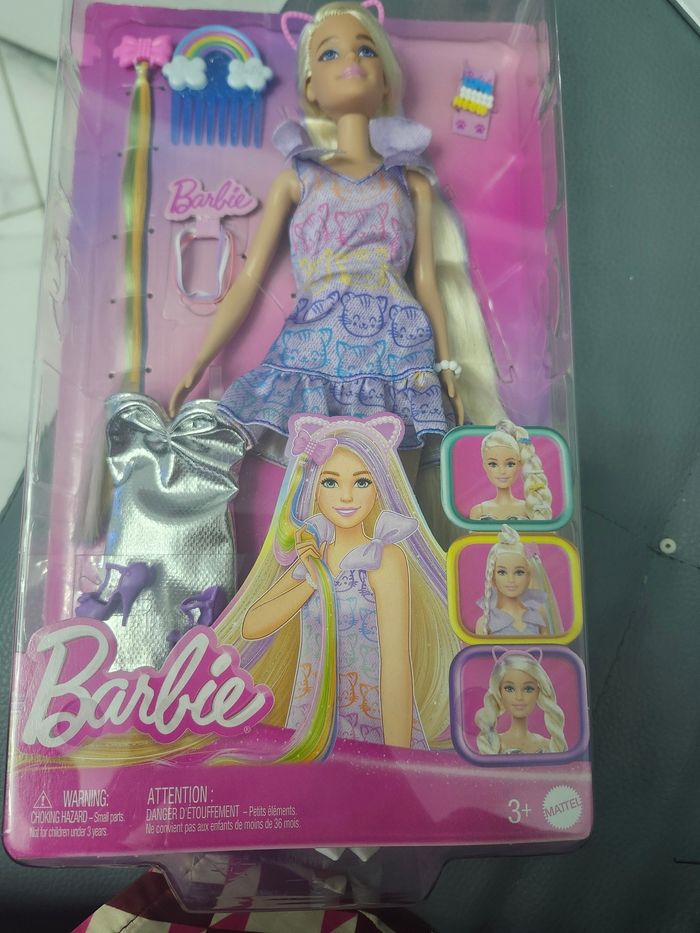 Barbie
Barbie®
WARNING:
CHOKING HAZARD – Small parts.
Not for children under 3 years.
ATTENTION :
DANGER D'ÉTOUFFEMENT – Petits éléments.
Ne convient pas aux enfants de moins de 36 mois.
3+
MATTEL